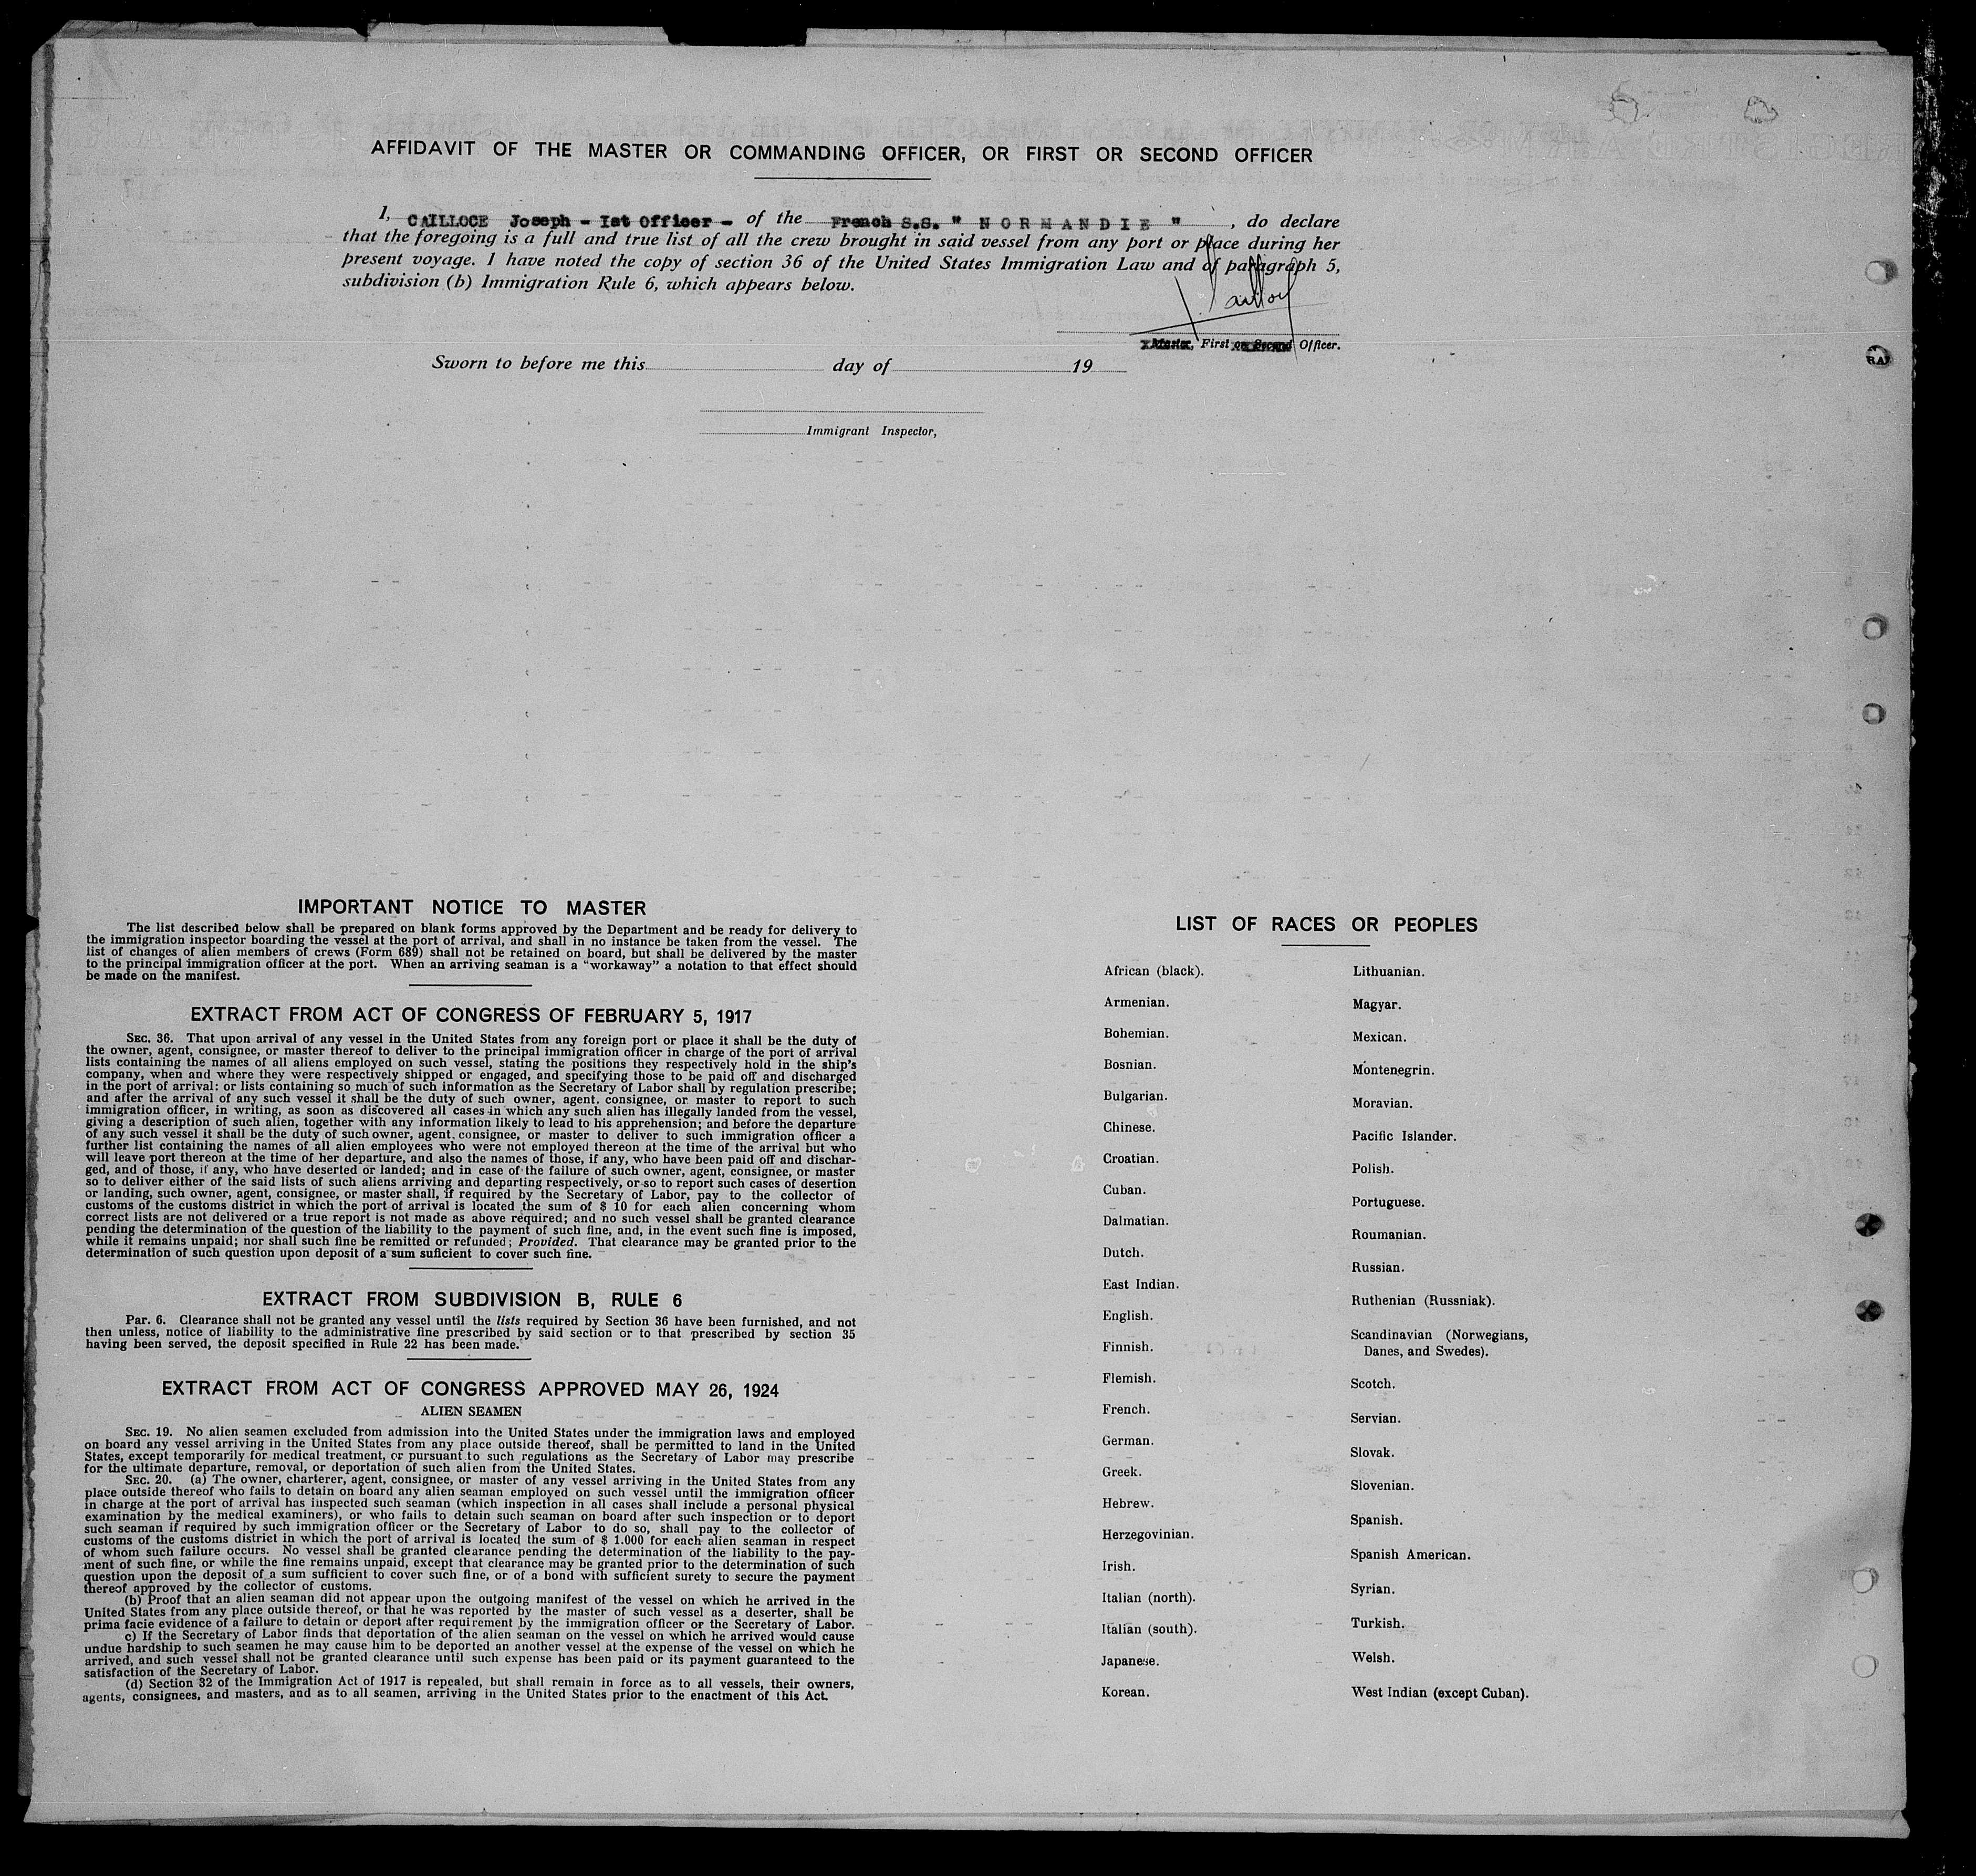 AFFIDAVIT OF THE MASTER OR COMMANDING OFFICER, OR FIRST OR SECOND OFFICER
I, CAILLOCE Joseph - Ist Officer - of the French S.S. " N O R M A N D I E " , do declare
that the foregoing is a full and true list of all the crew brought in said vessel from any port or place during her
present voyage. I have noted the copy of section 36 of the United States Immigration Law and of paragraph 5,
subdivision (b) Immigration Rule 6, which appears below.
Master, First or Second Officer.
Sworn to before me this day of 19
Immigrant Inspector,
IMPORTANT NOTICE TO MASTER
The list described below shall be prepared on blank forms approved by the Department and be ready for delivery to
the immigration inspector boarding the vessel at the port of arrival, and shall in no instance be taken from the vessel. The
list of changes of alien members of crews (Form 689) shall not be retained on board, but shall be delivered by the master
to the principal immigration officer at the port. When an arriving seaman is a “workaway” a notation to that effect should
be made on the manifest.
EXTRACT FROM ACT OF CONGRESS OF FEBRUARY 5, 1917
SEC. 36. That upon arrival of any vessel in the United States from any foreign port or place it shall be the duty of
the owner, agent, consignee, or master thereof to deliver to the principal immigration officer in charge of the port of arrival
lists containing the names of all aliens employed on such vessel, stating the positions they respectively hold in the ship's
company, when and where they were respectively shipped or engaged, and specifying those to be paid off and discharged
in the port of arrival: or lists containing so much of such information as the Secretary of Labor shall by regulation prescribe;
and after the arrival of any such vessel it shall be the duty of such owner, agent, consignee, or master to report to such
immigration officer, in writing, as soon as discovered all cases in which any such alien has illegally landed from the vessel,
giving a description of such alien, together with any information likely to lead to his apprehension; and before the departure
of any such vessel it shall be the duty of such owner, agent, consignee, or master to deliver to such immigration officer a
further list containing the names of all alien employees who were not employed thereon at the time of the arrival but who
will leave port thereon at the time of her departure, and also the names of those, if any, who have been paid off and dischar-
ged, and of those, if any, who have deserted or landed; and in case of the failure of such owner, agent, consignee, or master
so to deliver either of the said lists of such aliens arriving and departing respectively, or so to report such cases of desertion
or landing, such owner, agent, consignee, or master shall, if required by the Secretary of Labor, pay to the collector of
customs of the customs district in which the port of arrival is located the sum of $ 10 for each alien concerning whom
correct lists are not delivered or a true report is not made as above required; and no such vessel shall be granted clearance
pending the determination of the question of the liability to the payment of such fine, and, in the event such fine is imposed,
while it remains unpaid; nor shall such fine be remitted or refunded; Provided. That clearance may be granted prior to the
determination of such question upon deposit of a sum suficient to cover such fine.
EXTRACT FROM SUBDIVISION B, RULE 6
Par. 6. Clearance shall not be granted any vessel until the lists required by Section 36 have been furnished, and not
then unless, notice of liability to the administrative fine prescribed by said section or to that prescribed by section 35
having been served, the deposit specified in Rule 22 has been made.
EXTRACT FROM ACT OF CONGRESS APPROVED MAY 26, 1924
ALIEN SEAMEN
SEC. 19. No alien seamen excluded from admission into the United States under the immigration laws and employed
on board any vessel arriving in the United States from any place outside thereof, shall be permitted to land in the United
States, except temporarily for medical treatment, or pursuant to such regulations as the Secretary of Labor may prescribe
for the ultimate departure, removal, or deportation of such alien from the United States.
SEC. 20. (a) The owner, charterer, agent, consignee, or master of any vessel arriving in the United States from any
place outside thereof who fails to detain on board any alien seaman employed on such vessel until the immigration officer
in charge at the port of arrival has inspected such seaman (which inspection in all cases shall include a personal physical
examination by the medical examiners), or who fails to detain such seaman on board after such inspection or to deport
such seaman if required by such immigration officer or the Secretary of Labor to do so, shall pay to the collector of
customs of the customs district in which the port of arrival is located the sum of $ 1.000 for each alien seaman in respect
of whom such failure occurs. No vessel shall be granted clearance pending the determination of the liability to the pay-
ment of such fine, or while the fine remains unpaid, except that clearance may be granted prior to the determination of such
question upon the deposit of a sum sufficient to cover such fine, or of a bond with sufficient surety to secure the payment
thereof approved by the collector of customs.
(b) Proof that an alien seaman did not appear upon the outgoing manifest of the vessel on which he arrived in the
United States from any place outside thereof, or that he was reported by the master of such vessel as a deserter, shall be
prima facie evidence of a failure to detain or deport after requirement by the immigration officer or the Secretary of Labor.
c) If the Secretary of Labor finds that deportation of the alien seaman on the vessel on which he arrived would cause
undue hardship to such seamen he may cause him to be deported an another vessel at the expense of the vessel on which he
arrived, and such vessel shall not be granted clearance until such expense has been paid or its payment guaranteed to the
satisfaction of the Secretary of Labor.
(d) Section 32 of the Immigration Act of 1917 is repealed, but shall remain in force as to all vessels, their owners,
agents, consignees, and masters, and as to all seamen, arriving in the United States prior to the enactment of this Act.
LIST OF RACES OR PEOPLES
African (black).
Armenian.
Bohemian.
Bosnian.
Bulgarian.
Chinese.
Croatian.
Cuban.
Dalmatian.
Dutch.
East Indian.
English.
Finnish.
Flemish.
French.
German.
Greek.
Hebrew.
Herzegovinian.
Irish.
Italian (north).
Italian (south).
Japanese.
Korean.
Lithuanian.
Magyar.
Mexican.
Montenegrin.
Moravian.
Pacific Islander.
Polish.
Portuguese.
Roumanian.
Russian.
Ruthenian (Russniak).
Scandinavian (Norwegians,
Danes, and Swedes).
Scotch.
Servian.
Slovak.
Slovenian.
Spanish.
Spanish American.
Syrian.
Turkish.
Welsh.
West Indian (except Cuban).